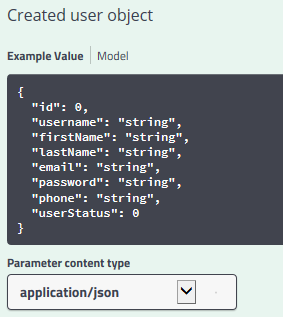 Created user object
Example Value Model
{
"id": 0,
"username": "string",
"firstName": "string",
"lastName": "string",
"email": "string",
"password": "string",
"phone": "string",
"userStatus": 0
}
Parameter content type
application/json